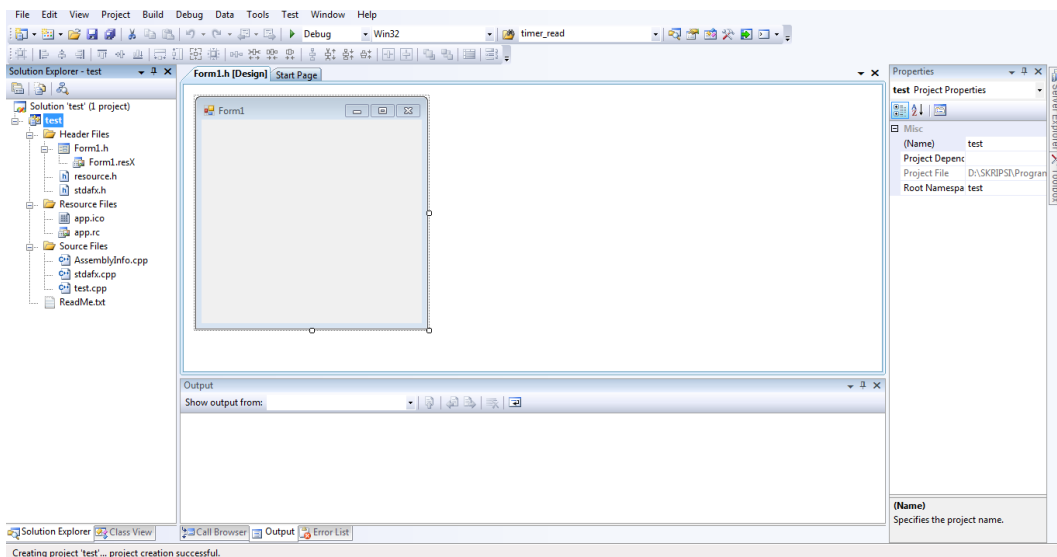 File Edit View Project Build Debug Data Tools Test Window Help
Debug Win32 timer_read
Solution Explorer - test
Solution 'test' (1 project)
test
Header Files
Form1.h
Form1.resX
resource.h
stdafx.h
Resource Files
app.ico
app.rc
Source Files
AssemblyInfo.cpp
stdafx.cpp
test.cpp
ReadMe.txt
Solution Explorer Class View
Form1.h [Design] Start Page
Form1
Output
Show output from:
Call Browser Output Error List
Properties
test Project Properties
Misc
(Name) test
Project Depenc
Project File D:\SKRIPSI\Progran
Root Namespa test
(Name)
Specifies the project name.
Server Explorer
Toolbox
Creating project 'test'... project creation successful.